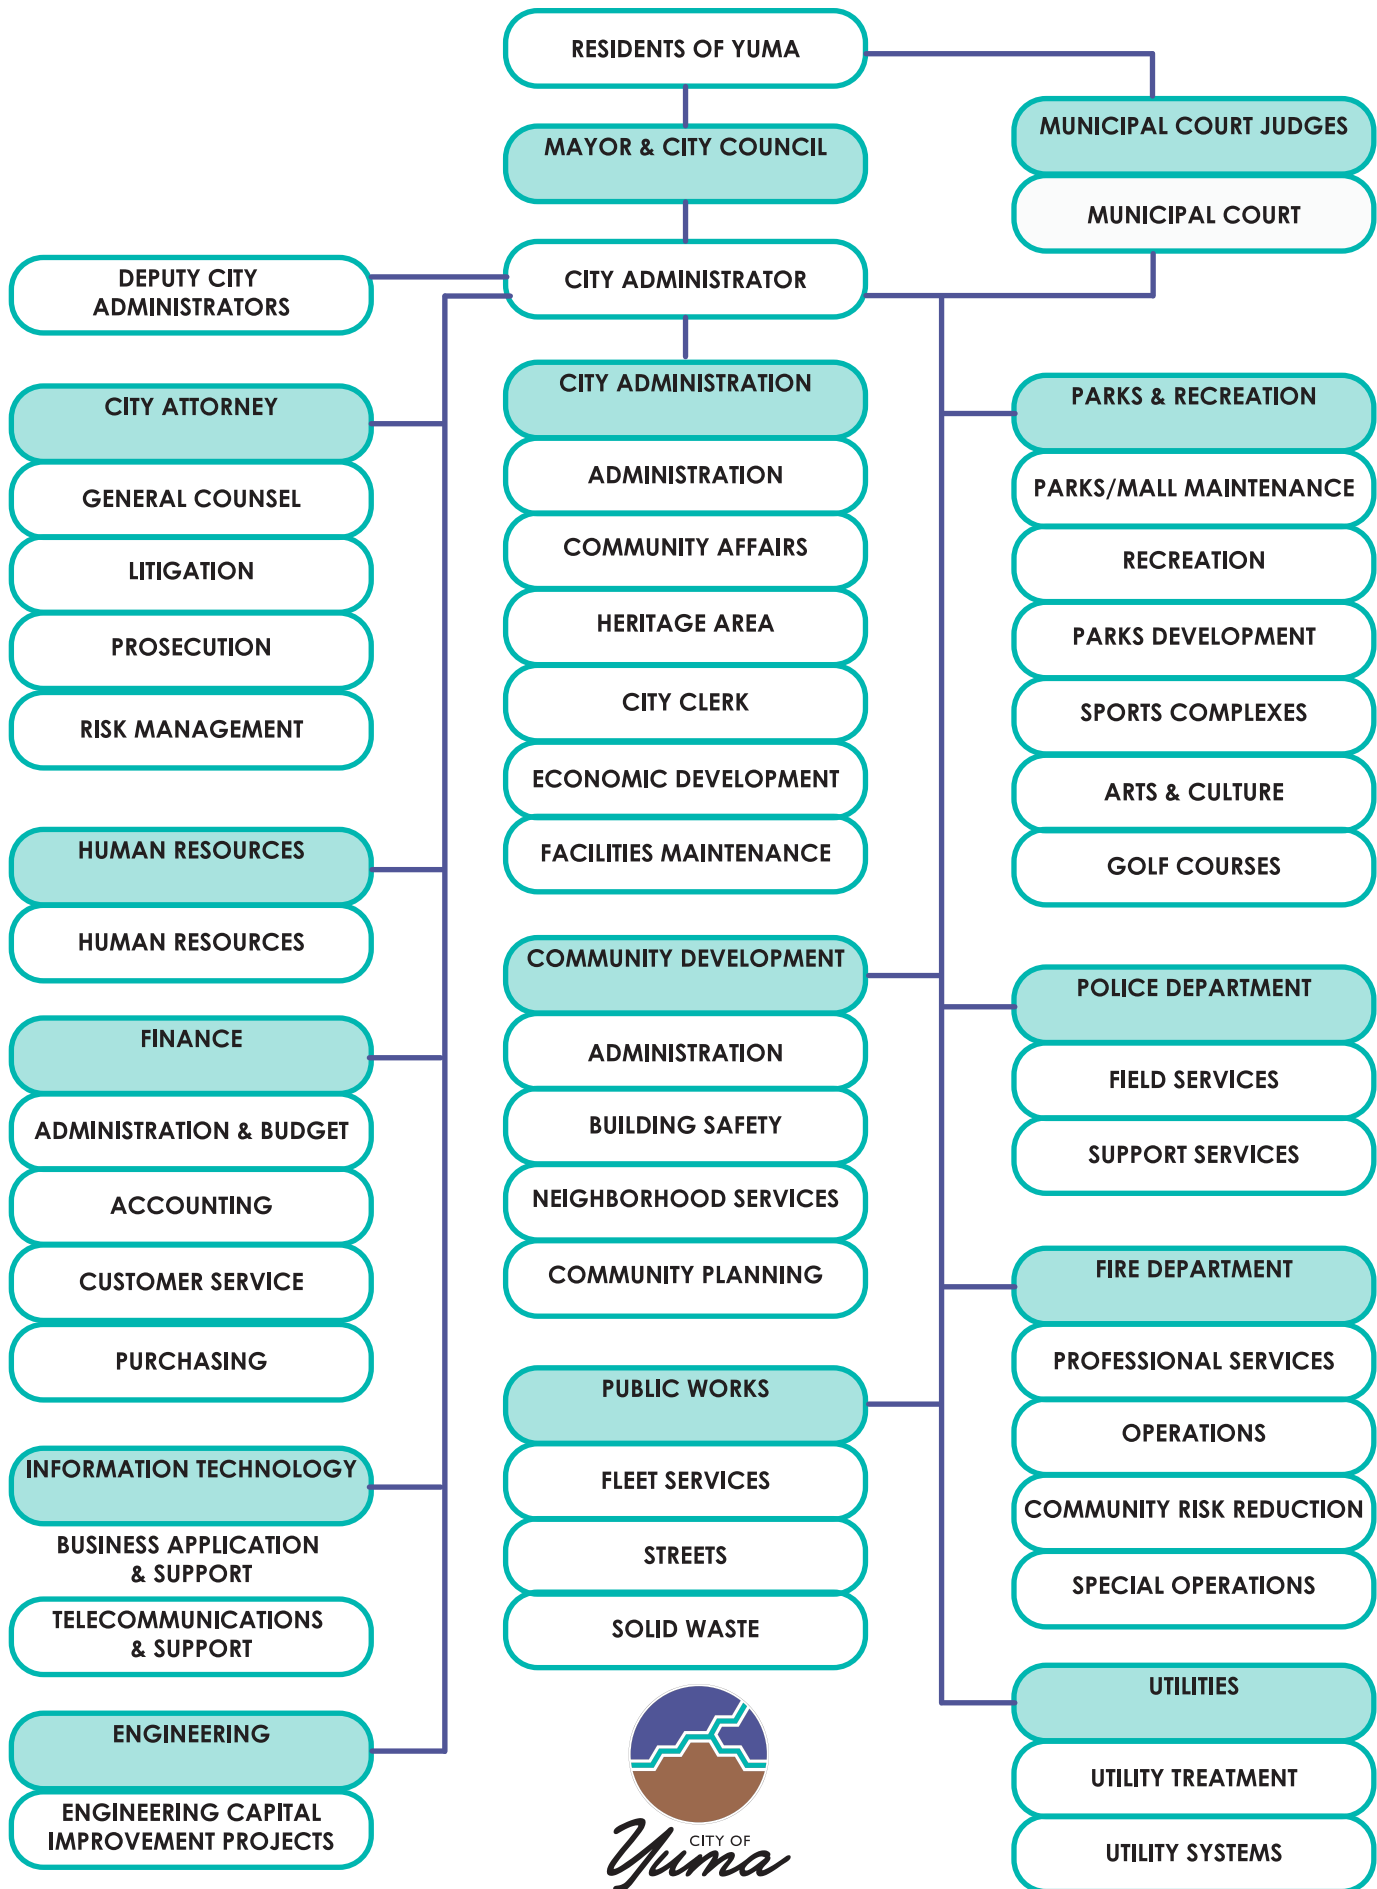 RESIDENTS OF YUMA
MAYOR & CITY COUNCIL
MUNICIPAL COURT JUDGES
MUNICIPAL COURT
CITY ADMINISTRATOR
DEPUTY CITY
ADMINISTRATORS
CITY ATTORNEY
GENERAL COUNSEL
LITIGATION
PROSECUTION
RISK MANAGEMENT
HUMAN RESOURCES
HUMAN RESOURCES
FINANCE
ADMINISTRATION & BUDGET
ACCOUNTING
CUSTOMER SERVICE
PURCHASING
INFORMATION TECHNOLOGY
BUSINESS APPLICATION
& SUPPORT
TELECOMMUNICATIONS
& SUPPORT
ENGINEERING
ENGINEERING CAPITAL
IMPROVEMENT PROJECTS
CITY ADMINISTRATION
ADMINISTRATION
COMMUNITY AFFAIRS
HERITAGE AREA
CITY CLERK
ECONOMIC DEVELOPMENT
FACILITIES MAINTENANCE
COMMUNITY DEVELOPMENT
ADMINISTRATION
BUILDING SAFETY
NEIGHBORHOOD SERVICES
COMMUNITY PLANNING
PUBLIC WORKS
FLEET SERVICES
STREETS
SOLID WASTE
CITY OF
Yuma
PARKS & RECREATION
PARKS/MALL MAINTENANCE
RECREATION
PARKS DEVELOPMENT
SPORTS COMPLEXES
ARTS & CULTURE
GOLF COURSES
POLICE DEPARTMENT
FIELD SERVICES
SUPPORT SERVICES
FIRE DEPARTMENT
PROFESSIONAL SERVICES
OPERATIONS
COMMUNITY RISK REDUCTION
SPECIAL OPERATIONS
UTILITIES
UTILITY TREATMENT
UTILITY SYSTEMS